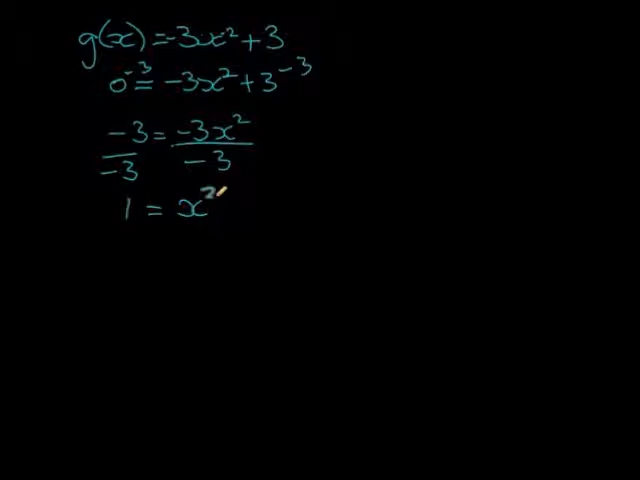 g(x) = -3x² + 3
0⁻³ = -3x² + 3⁻³
-3/-3 = -3x²/-3
1 = x²